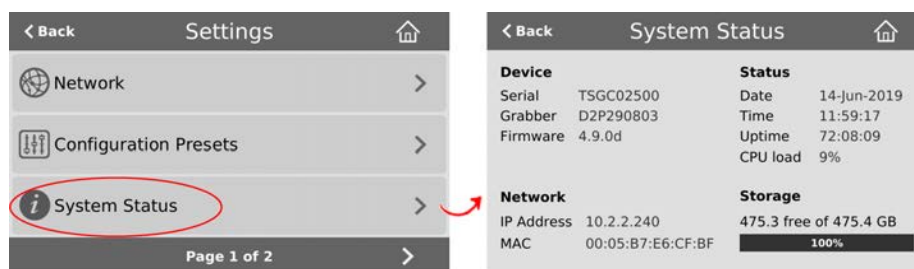 < Back Settings
Network >
Configuration Presets >
i System Status >
Page 1 of 2 >
< Back System Status
Device
Serial TSGC02500
Grabber D2P290803
Firmware 4.9.0d
Status
Date 14-Jun-2019
Time 11:59:17
Uptime 72:08:09
CPU load 9%
Network
IP Address 10.2.2.240
MAC 00:05:B7:E6:CF:BF
Storage
475.3 free of 475.4 GB
100%